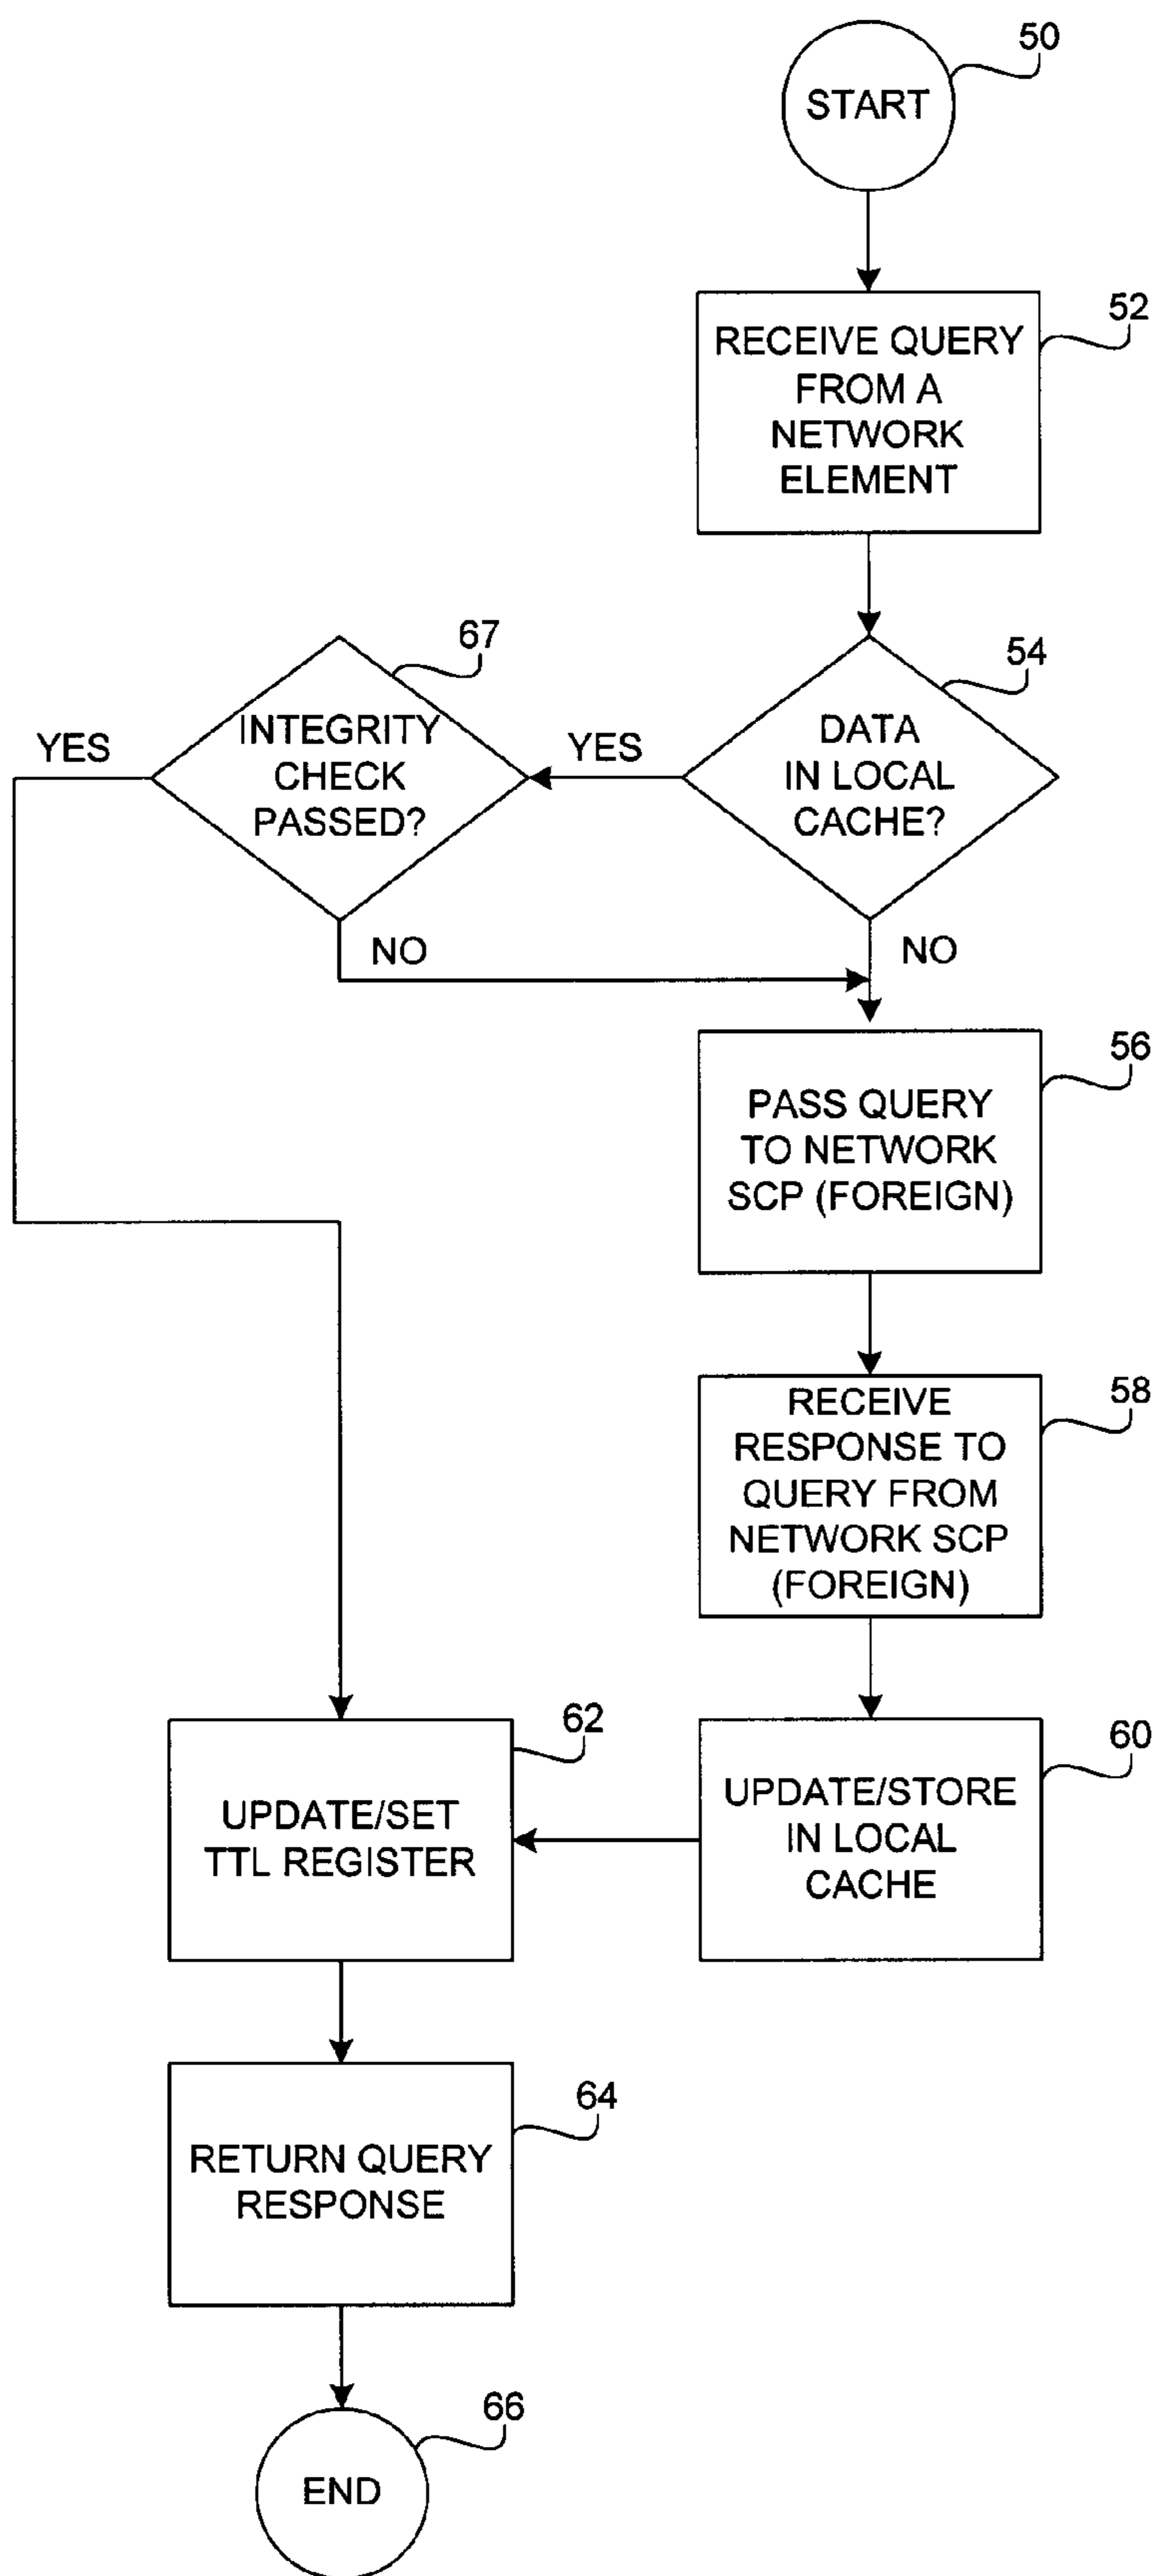 50
START
52
RECEIVE QUERY
FROM A
NETWORK
ELEMENT
67
54
YES
INTEGRITY
CHECK
PASSED?
YES
DATA
IN LOCAL
CACHE?
NO
NO
56
PASS QUERY
TO NETWORK
SCP (FOREIGN)
58
RECEIVE
RESPONSE TO
QUERY FROM
NETWORK SCP
(FOREIGN)
62
60
UPDATE/SET
TTL REGISTER
UPDATE/STORE
IN LOCAL
CACHE
64
RETURN QUERY
RESPONSE
66
END